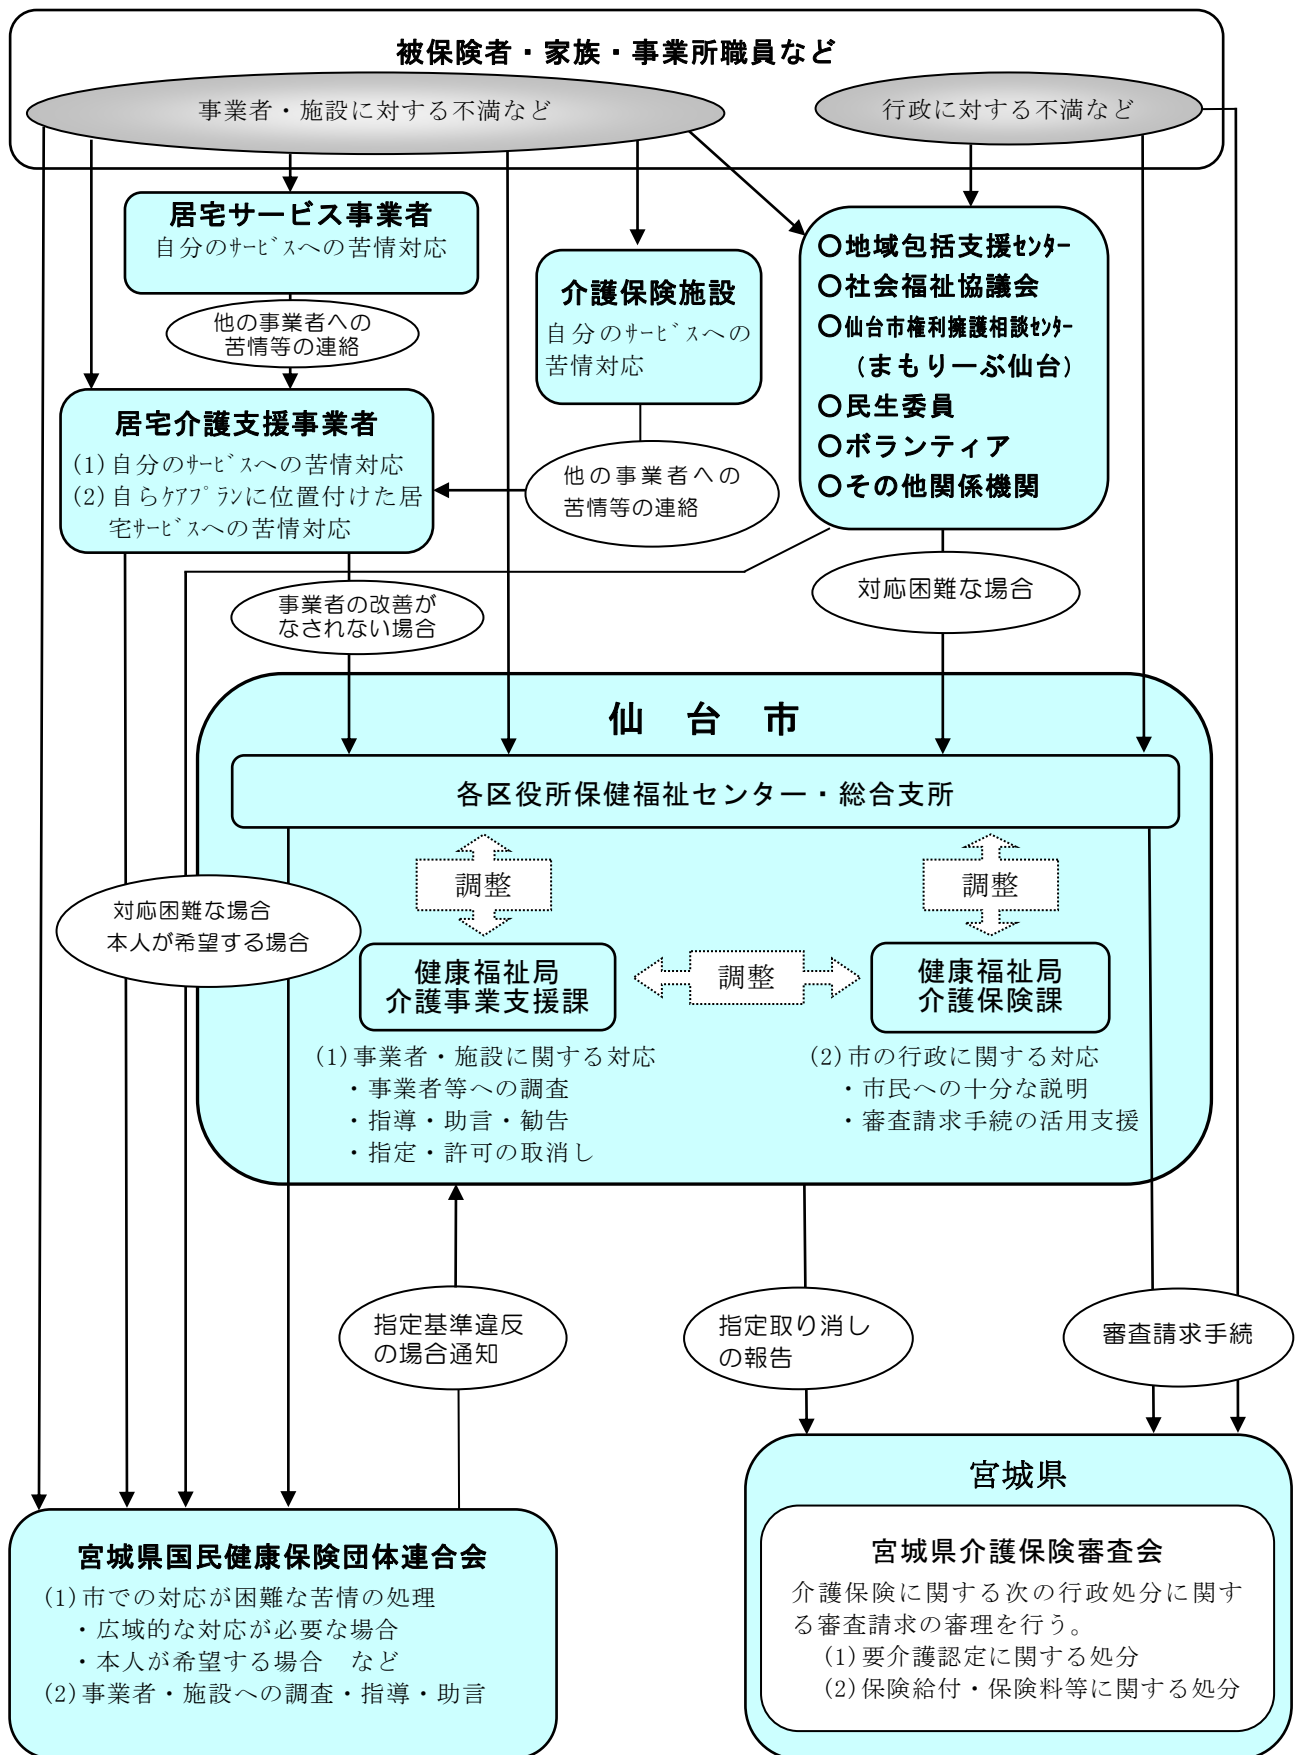 被保険者・家族・事業所職員など
事業者・施設に対する不満など
行政に対する不満など
居宅サービス事業者
自分のｻｰﾋﾞｽへの苦情対応
他の事業者への
苦情等の連絡
介護保険施設
自分のｻｰﾋﾞｽへの
苦情対応
○地域包括支援ｾﾝﾀｰ
○社会福祉協議会
○仙台市権利擁護相談ｾﾝﾀｰ
(まもりーぶ仙台)
○民生委員
○ボランティア
○その他関係機関
居宅介護支援事業者
(1)自分のｻｰﾋﾞｽへの苦情対応
(2)自らｹｱﾌﾟﾗﾝに位置付けた居
宅ｻｰﾋﾞｽへの苦情対応
他の事業者への
苦情等の連絡
事業者の改善が
なされない場合
対応困難な場合
仙　台　市
各区役所保健福祉センター・総合支所
調整
調整
対応困難な場合
本人が希望する場合
健康福祉局
介護事業支援課
調整
健康福祉局
介護保険課
(1)事業者・施設に関する対応
・事業者等への調査
・指導・助言・勧告
・指定・許可の取消し
(2)市の行政に関する対応
・市民への十分な説明
・審査請求手続の活用支援
指定基準違反
の場合通知
指定取り消し
の報告
審査請求手続
宮城県国民健康保険団体連合会
(1)市での対応が困難な苦情の処理
・広域的な対応が必要な場合
・本人が希望する場合　など
(2)事業者・施設への調査・指導・助言
宮城県
宮城県介護保険審査会
介護保険に関する次の行政処分に関す
る審査請求の審理を行う。
(1)要介護認定に関する処分
(2)保険給付・保険料等に関する処分